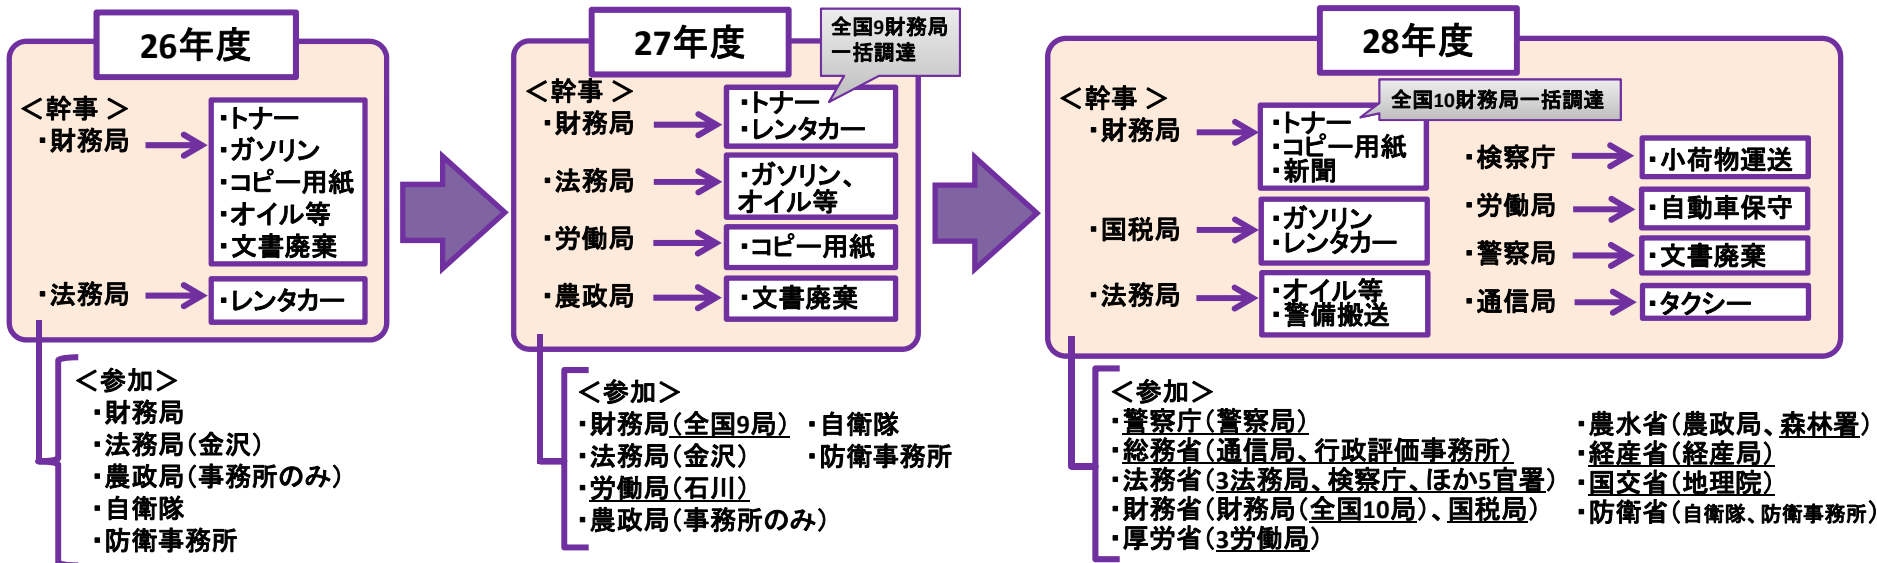 26年度
＜幹事＞
・財務局
・トナー
・ガソリン
・コピー用紙
・オイル等
・文書廃棄
・法務局
・レンタカー
＜参加＞
・財務局
・法務局（金沢）
・農政局（事務所のみ）
・自衛隊
・防衛事務所
27年度
全国9財務局
一括調達
＜幹事＞
・財務局
・トナー
・レンタカー
・法務局
・ガソリン、
オイル等
・労働局
・コピー用紙
・農政局
・文書廃棄
＜参加＞
・財務局（全国9局）
・法務局（金沢）
・労働局（石川）
・農政局（事務所のみ）
・自衛隊
・防衛事務所
28年度
全国10財務局一括調達
＜幹事＞
・財務局
・トナー
・コピー用紙
・新聞
・国税局
・ガソリン
・レンタカー
・法務局
・オイル等
・警備搬送
・検察庁
・小荷物運送
・労働局
・自動車保守
・警察局
・文書廃棄
・通信局
・タクシー
＜参加＞
・警察庁（警察局）
・総務省（通信局、行政評価事務所）
・法務省（3法務局、検察庁、ほか5官署）
・財務省（財務局（全国10局）、国税局）
・厚労省（3労働局）
・農水省（農政局、森林署）
・経産省（経産局）
・国交省（地理院）
・防衛省（自衛隊、防衛事務所）